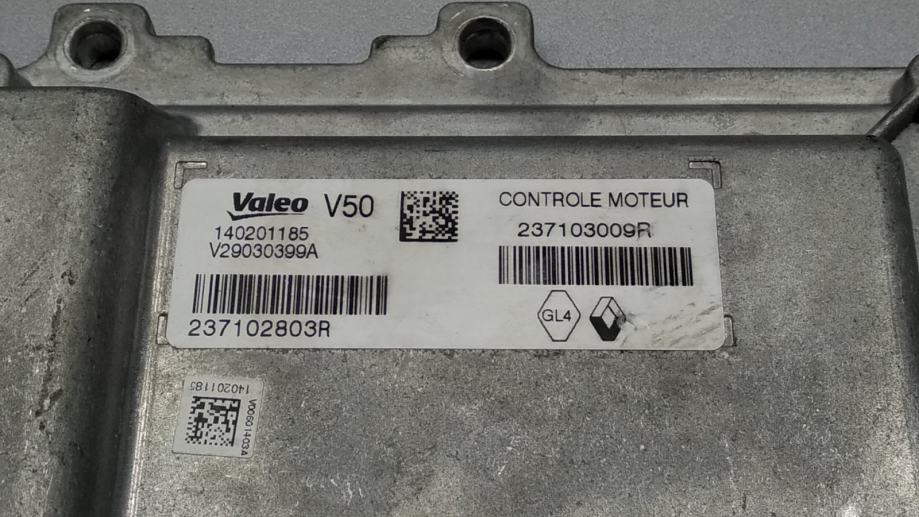 Valeo V50
140201185
V29030399A
237102803R
CONTROLE MOTEUR
237103009R
GL4
140201185
V00601403A